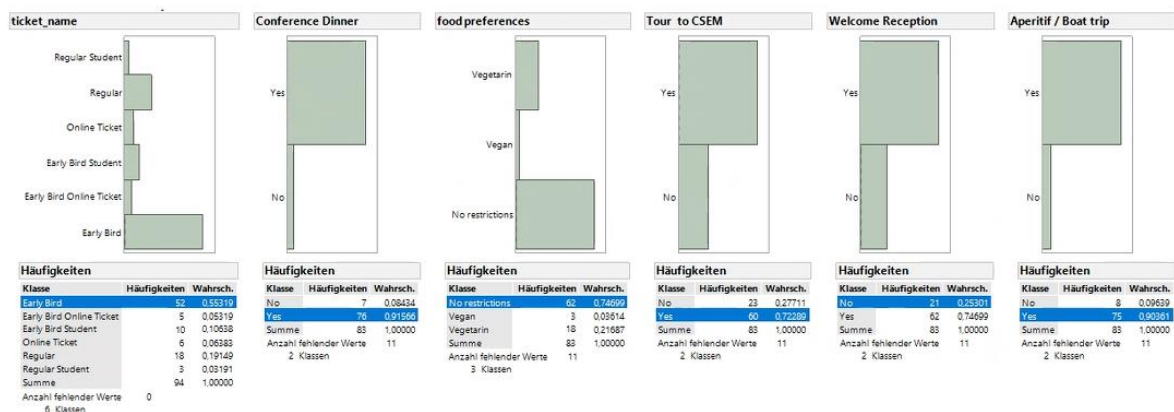 ticket_name
Regular Student
Regular
Online Ticket
Early Bird Student
Early Bird Online Ticket
Early Bird
Häufigkeiten
Klasse Häufigkeiten Wahrsch.
Early Bird 52 0,55319
Early Bird Online Ticket 5 0,05319
Early Bird Student 10 0,10638
Online Ticket 6 0,06383
Regular 18 0,19149
Regular Student 3 0,03191
Summe 94 1,00000
Anzahl fehlender Werte 0
6 Klassen
Conference Dinner
Yes
No
Häufigkeiten
Klasse Häufigkeiten Wahrsch.
No 7 0,08434
Yes 76 0,91566
Summe 83 1,00000
Anzahl fehlender Werte 11
2 Klassen
food preferences
Vegetarin
Vegan
No restrictions
Häufigkeiten
Klasse Häufigkeiten Wahrsch.
No restrictions 62 0,74699
Vegan 3 0,03614
Vegetarin 18 0,21687
Summe 83 1,00000
Anzahl fehlender Werte 11
3 Klassen
Tour to CSEM
Yes
No
Häufigkeiten
Klasse Häufigkeiten Wahrsch.
No 23 0,27711
Yes 60 0,72289
Summe 83 1,00000
Anzahl fehlender Werte 11
2 Klassen
Welcome Reception
Yes
No
Häufigkeiten
Klasse Häufigkeiten Wahrsch.
No 21 0,25301
Yes 62 0,74699
Summe 83 1,00000
Anzahl fehlender Werte 11
2 Klassen
Aperitif / Boat trip
Yes
No
Häufigkeiten
Klasse Häufigkeiten Wahrsch.
No 8 0,09639
Yes 75 0,90361
Summe 83 1,00000
Anzahl fehlender Werte 11
2 Klassen